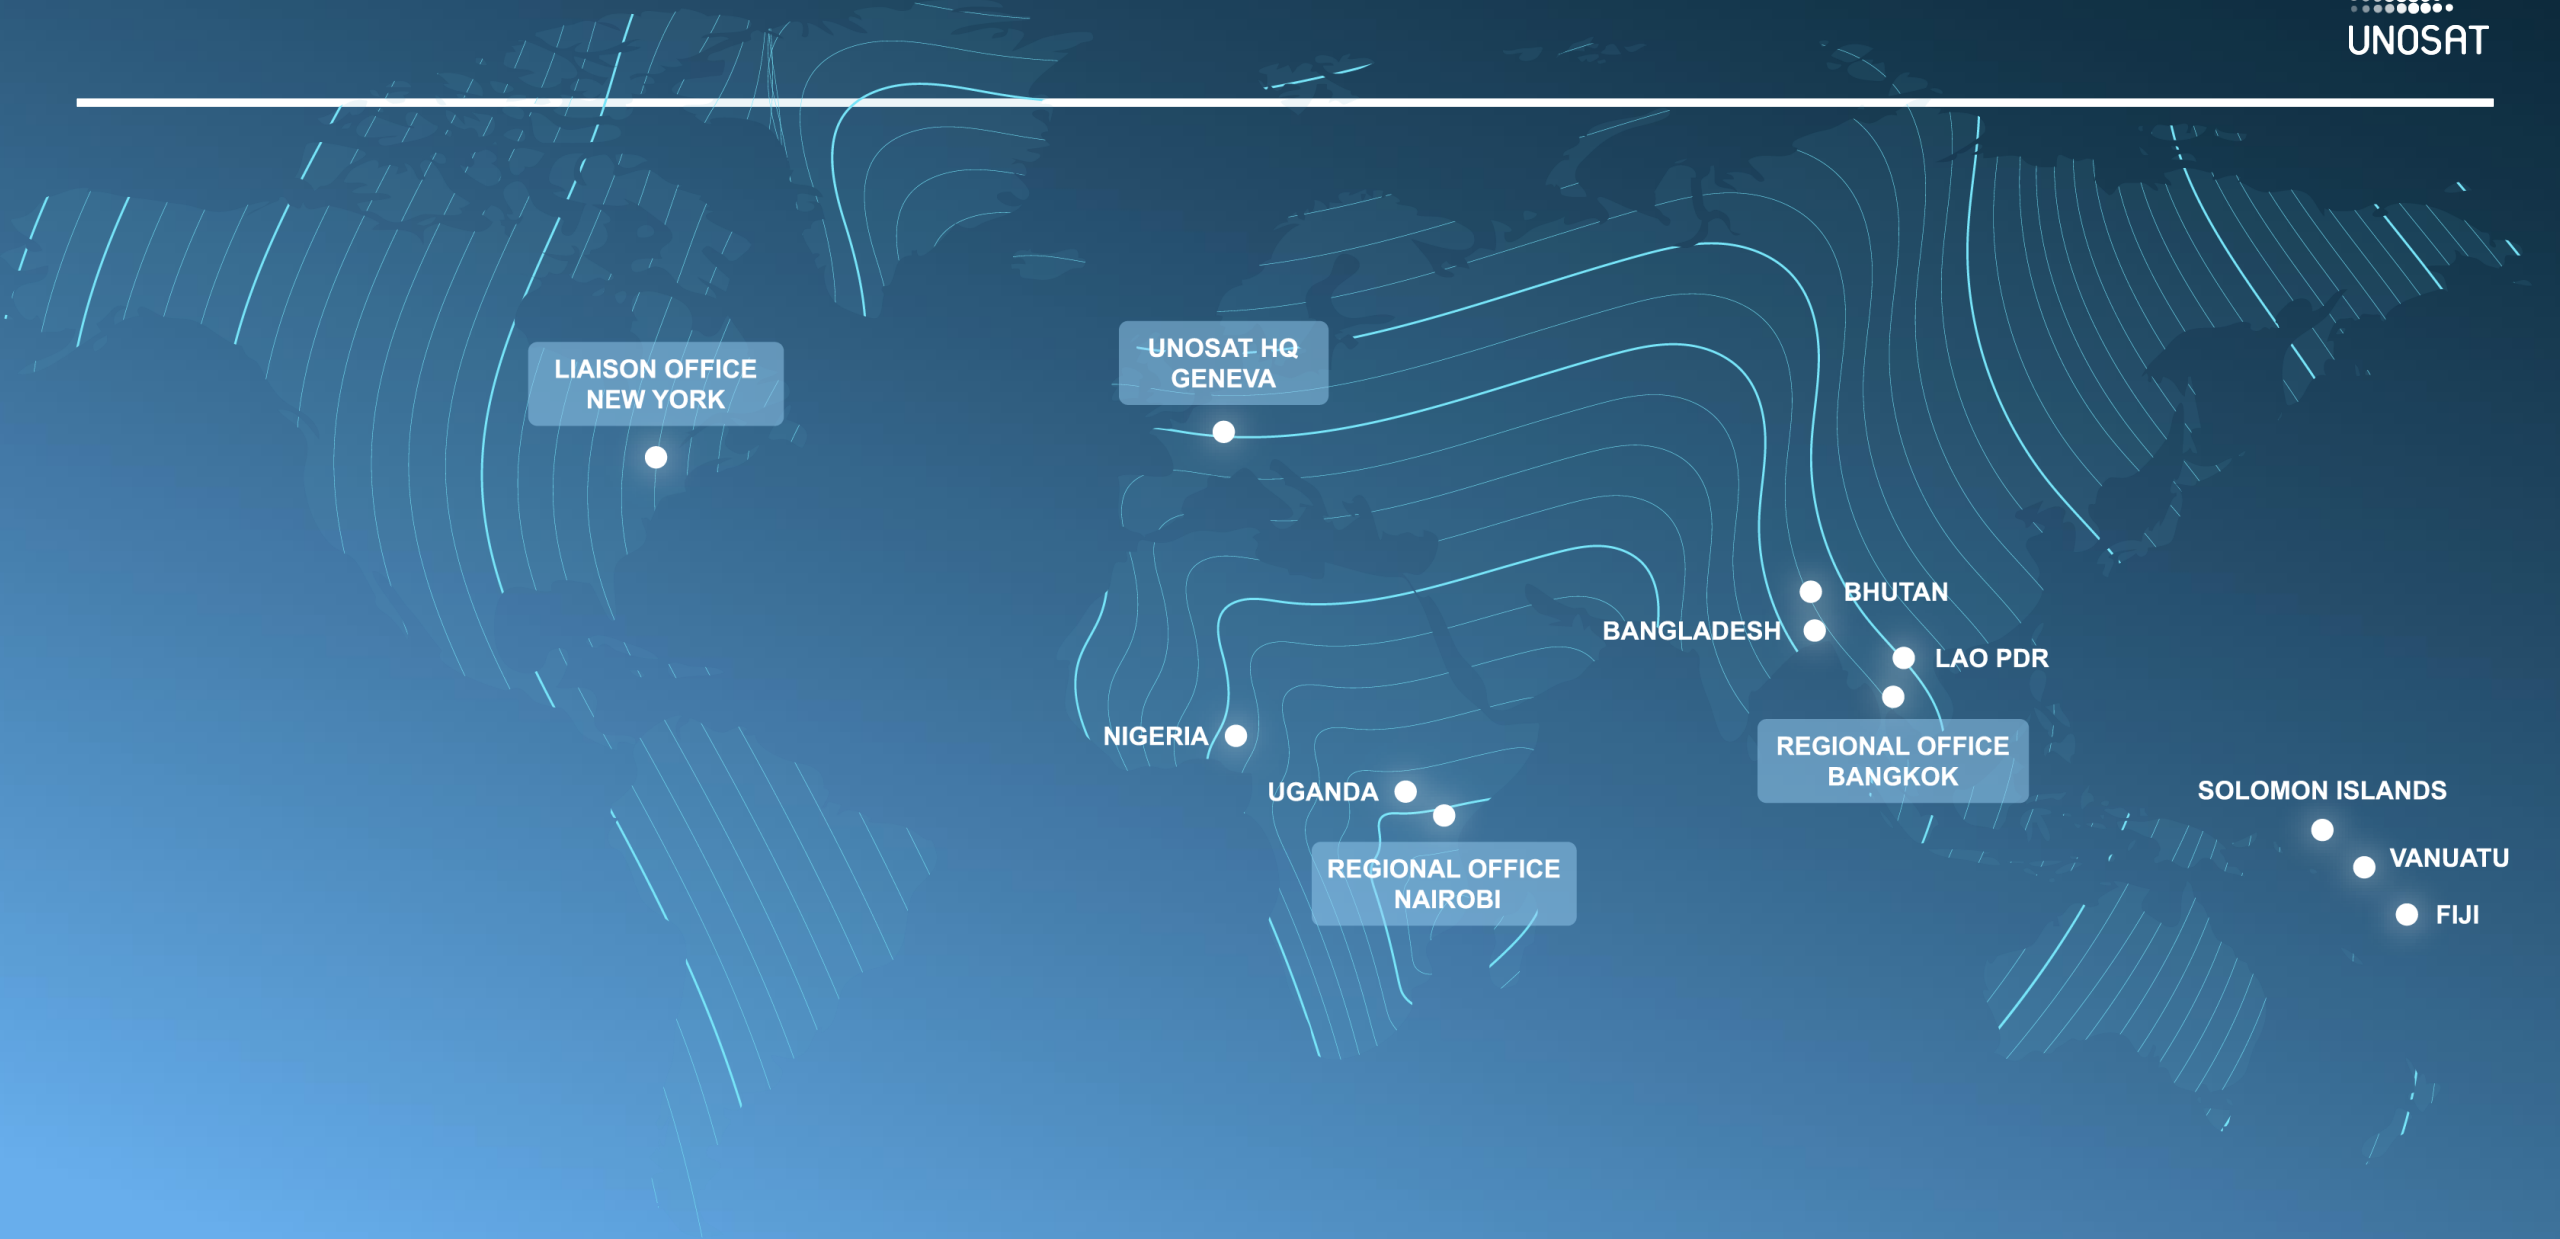 UNOSAT
LIAISON OFFICE
NEW YORK
UNOSAT HQ
GENEVA
BHUTAN
BANGLADESH
LAO PDR
REGIONAL OFFICE
BANGKOK
NIGERIA
UGANDA
REGIONAL OFFICE
NAIROBI
SOLOMON ISLANDS
VANUATU
FIJI